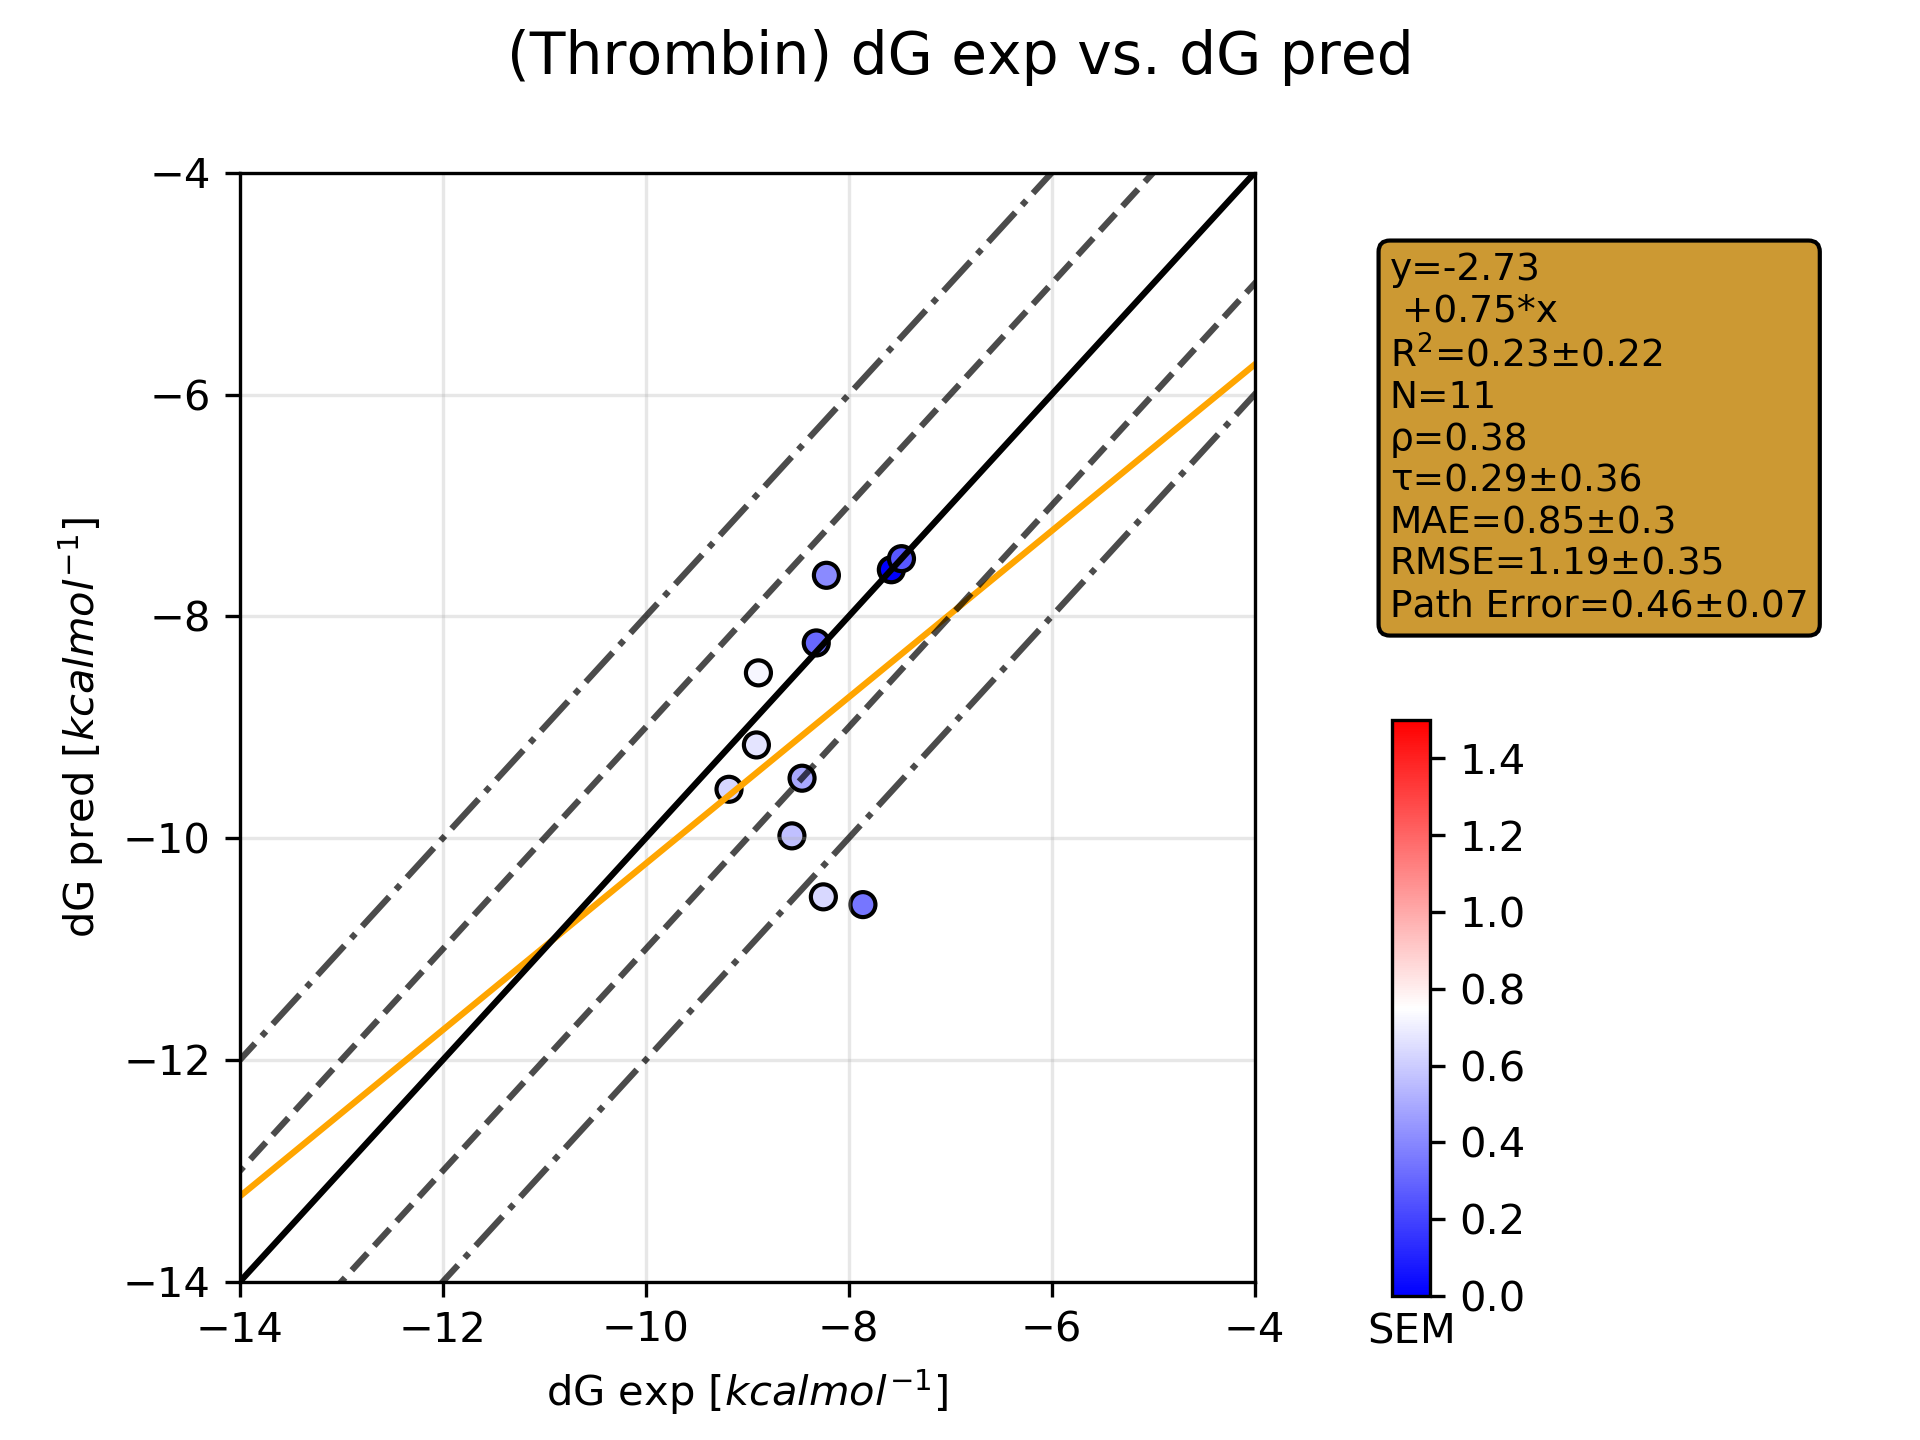 (Thrombin) dG exp vs. dG pred
−4
−6
−8
−10
−12
−14
dG pred [kcalmol⁻¹]
−14 −12 −10 −8 −6 −4
dG exp [kcalmol⁻¹]
y=-2.73
+0.75*x
R²=0.23±0.22
N=11
ρ=0.38
τ=0.29±0.36
MAE=0.85±0.3
RMSE=1.19±0.35
Path Error=0.46±0.07
1.4
1.2
1.0
0.8
0.6
0.4
0.2
0.0
SEM